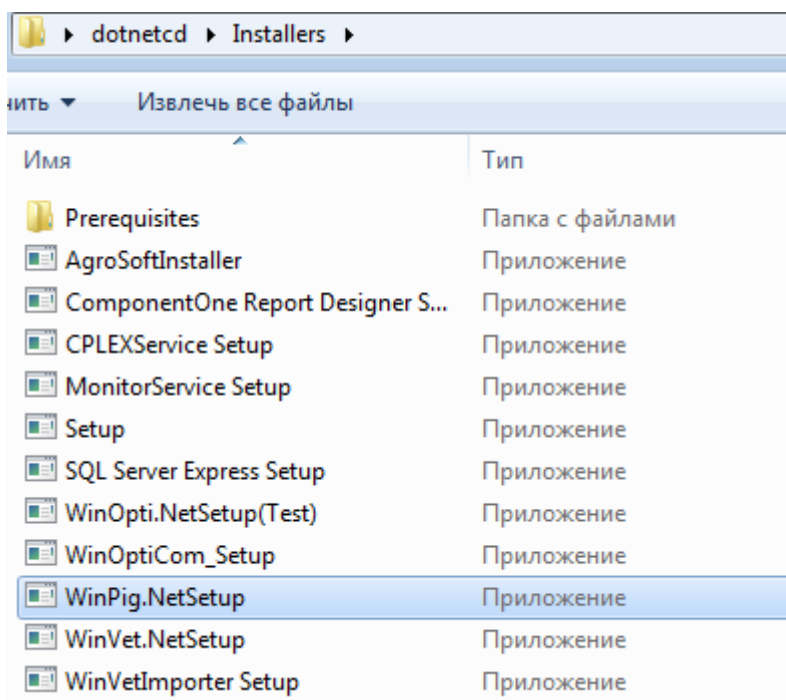 dotnetcd Installers
Извлечь все файлы
Имя Тип
Prerequisites Папка с файлами
AgroSoftInstaller Приложение
ComponentOne Report Designer S... Приложение
CPLEXService Setup Приложение
MonitorService Setup Приложение
Setup Приложение
SQL Server Express Setup Приложение
WinOpti.NetSetup(Test) Приложение
WinOptiCom_Setup Приложение
WinPig.NetSetup Приложение
WinVet.NetSetup Приложение
WinVetImporter Setup Приложение